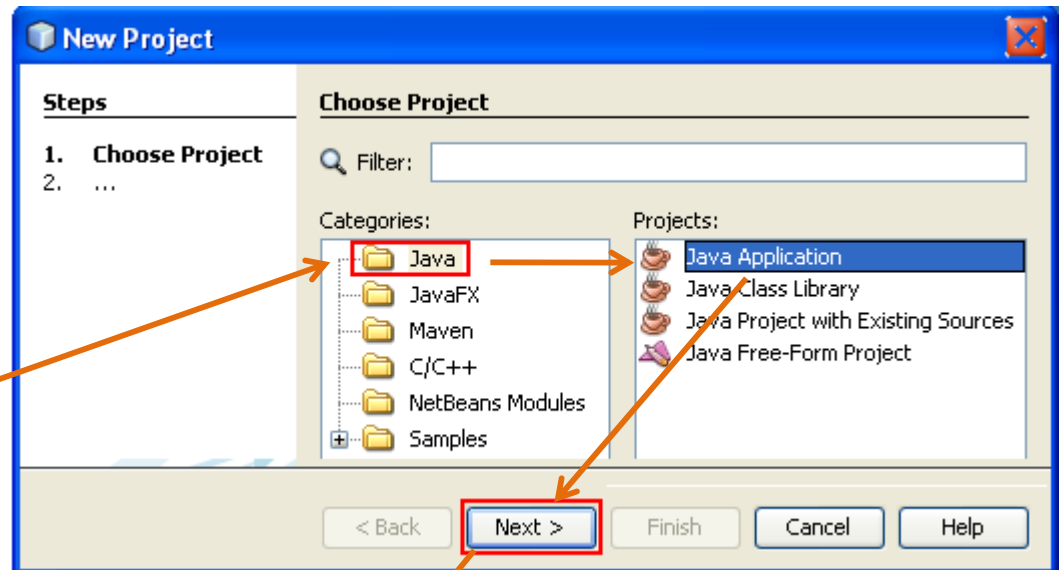 New Project
Steps
1. Choose Project
2. ...
Choose Project
Filter:
Categories:
Java
JavaFX
Maven
C/C++
NetBeans Modules
Samples
Projects:
Java Application
Java Class Library
Java Project with Existing Sources
Java Free-Form Project
< Back Next > Finish Cancel Help